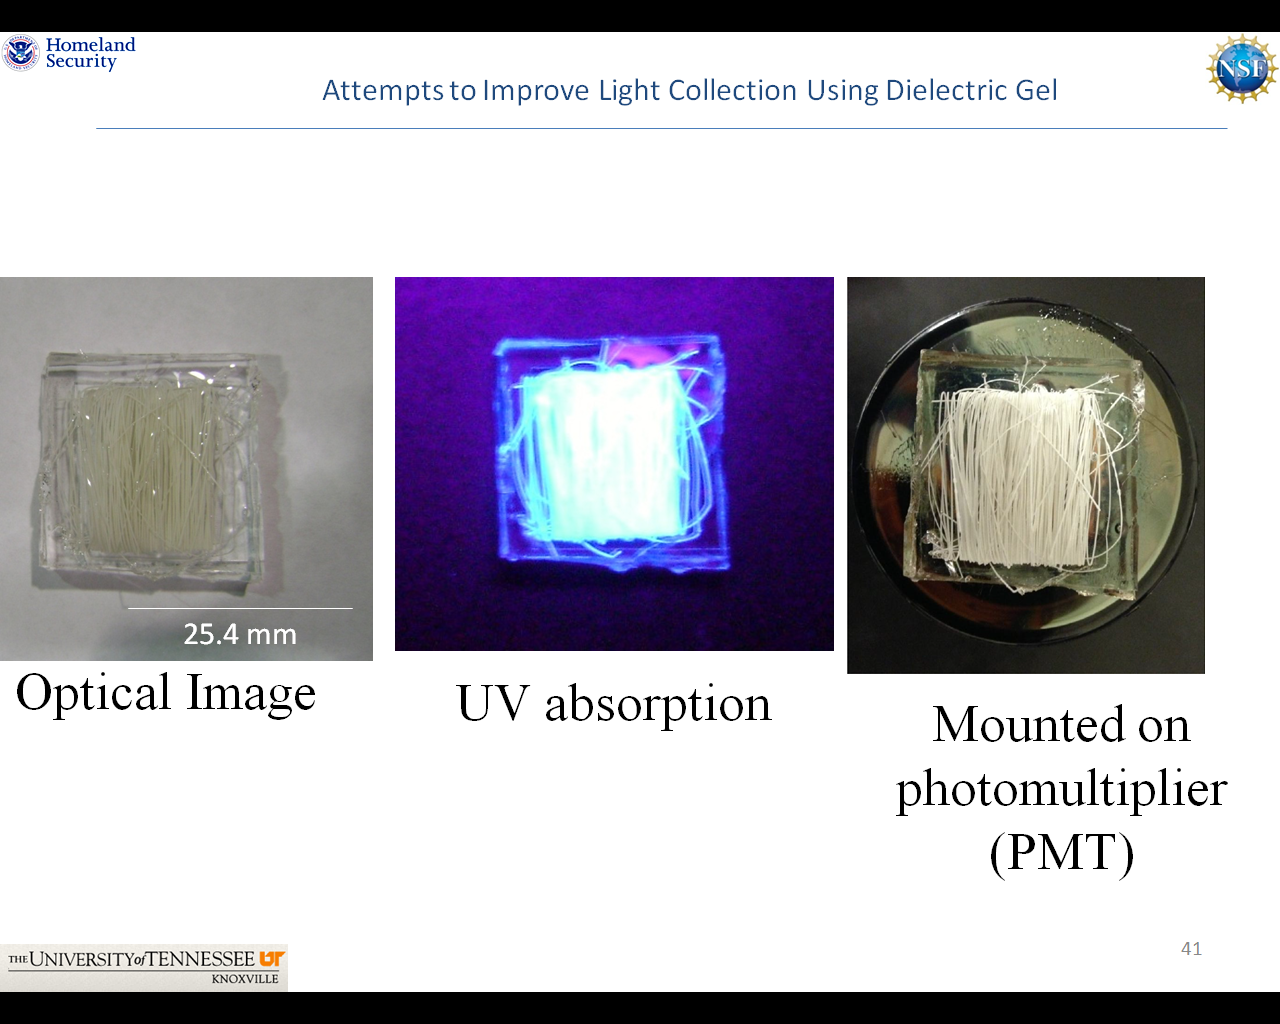 Homeland
Security
NSF
Attempts to Improve Light Collection Using Dielectric Gel
25.4 mm
Optical Image
UV absorption
Mounted on
photomultiplier
(PMT)
THE UNIVERSITY of TENNESSEE UT
KNOXVILLE
41